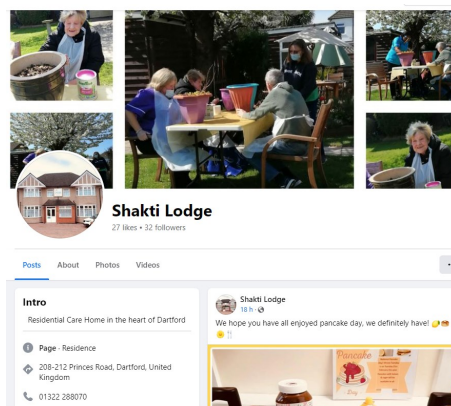 Shakti Lodge
27 likes • 32 followers
Posts About Photos Videos
Intro
Residential Care Home in the heart of Dartford
Page · Residence
208-212 Princes Road, Dartford, United
Kingdom
01322 288070
Shakti Lodge
18 h ·
We hope you have all enjoyed pancake day, we definitely have!
Pancake
Day